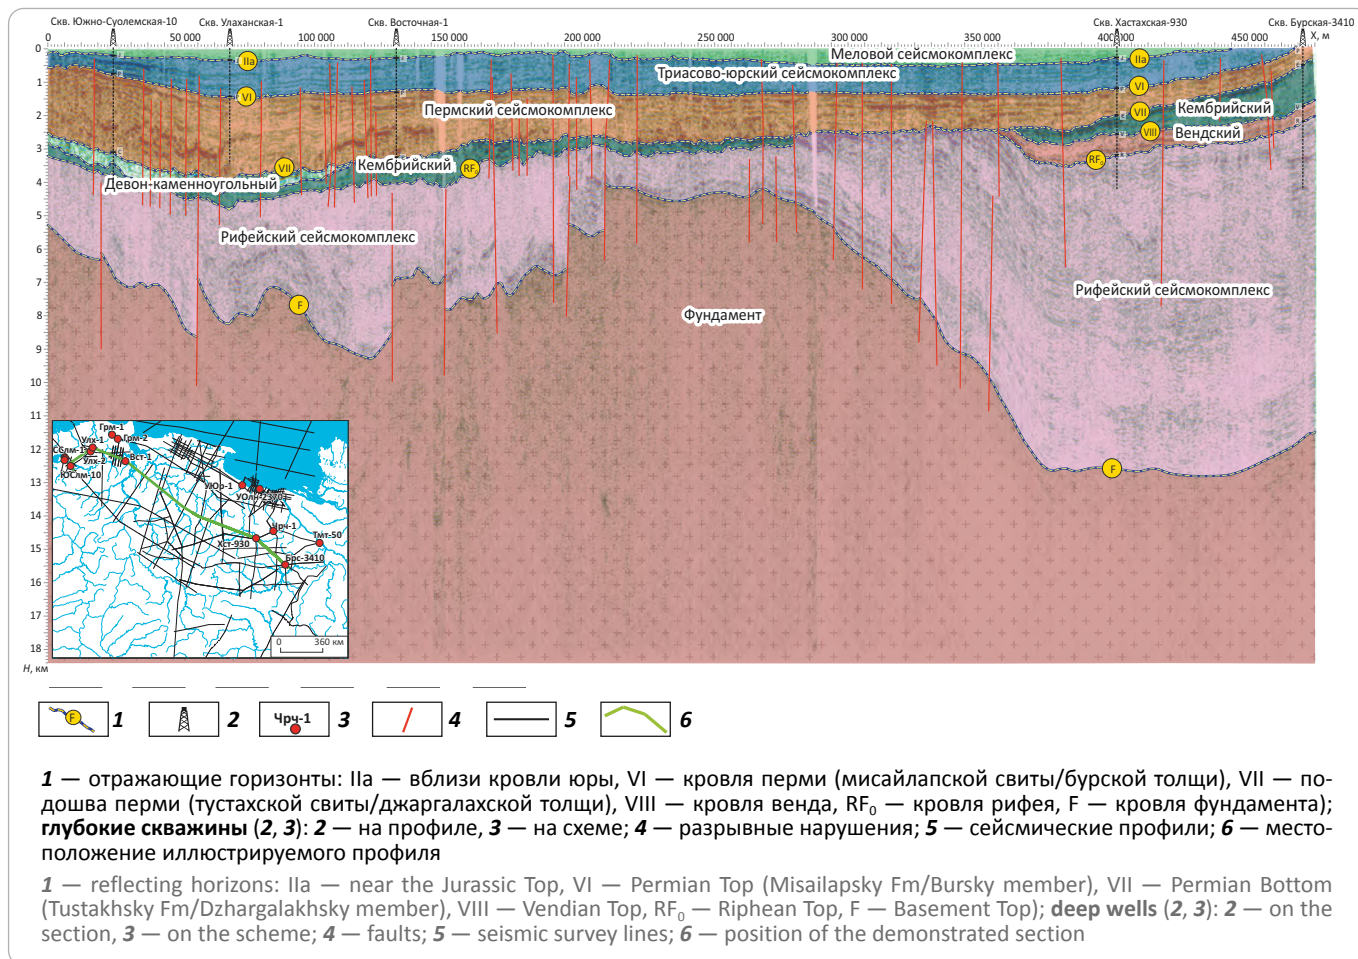 Скв. Южно-Суолемская-10
Скв. Улаханская-1
Скв. Восточная-1
Скв. Хастахская-930
Скв. Бурская-3410
0
50 000
100 000
150 000
200 000
250 000
300 000
350 000
400 000
450 000
X, м
0
1
2
3
4
5
6
7
8
9
10
11
12
13
14
15
16
17
18
H, км
IIa
VI
VII
RF₀
F
IIa
VI
VII
VIII
RF₀
F
Меловой сейсмокомплекс
Триасово-юрский сейсмокомплекс
Пермский сейсмокомплекс
Кембрийский
Вендский
Кембрийский
Девон-каменноугольный
Рифейский сейсмокомплекс
Рифейский сейсмокомплекс
Фундамент
Грм-1
Улх-1
Грм-2
ССлм-1
Улх-2
Вст-1
ЮСлм-10
УЮр-1
УОлн-2370
Чрч-1
Хст-930
Тмт-50
Брс-3410
0 360 км
F 1
2
Чрч-1 3
4
5
6
1 — отражающие горизонты: IIa — вблизи кровли юры, VI — кровля перми (мисайлапской свиты/бурской толщи), VII — по-
дошва перми (тустахской свиты/джаргалахской толщи), VIII — кровля венда, RF₀ — кровля рифея, F — кровля фундамента);
глубокие скважины (2, 3): 2 — на профиле, 3 — на схеме; 4 — разрывные нарушения; 5 — сейсмические профили; 6 — место-
положение иллюстрируемого профиля
1 — reflecting horizons: IIa — near the Jurassic Top, VI — Permian Top (Misailapsky Fm/Bursky member), VII — Permian Bottom
(Tustakhsky Fm/Dzhargalakhsky member), VIII — Vendian Top, RF₀ — Riphean Top, F — Basement Top); deep wells (2, 3): 2 — on the
section, 3 — on the scheme; 4 — faults; 5 — seismic survey lines; 6 — position of the demonstrated section